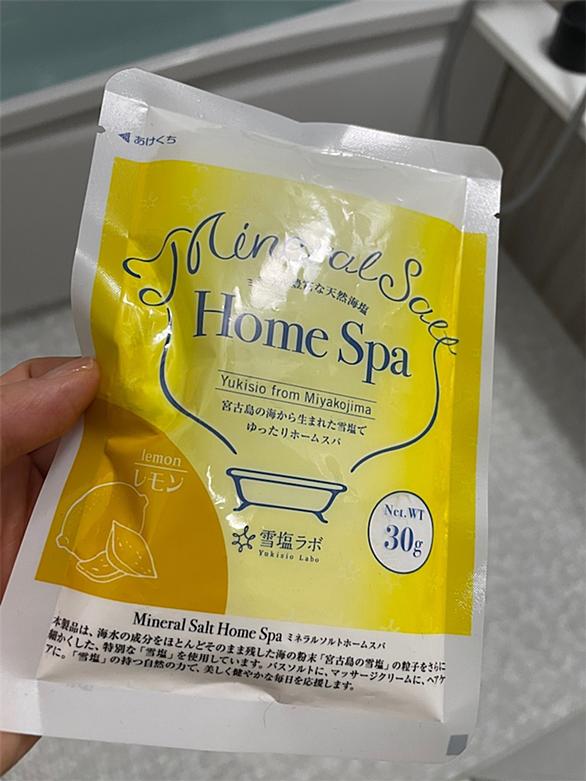 あけくち
Mineral Salt
豊富な天然海塩
Home Spa
Yukisio from Miyakojima
宮古島の海から生まれた雪塩で
ゆったりホームスパ
lemon
レモン
Net.WT
30g
雪塩ラボ
Yukisio Labo
Mineral Salt Home Spa ミネラルソルトホームスパ
本製品は、海水の成分をほとんどそのまま残した海の粉末「宮古島の雪塩」の粒子をさらに
細かくした、特別な「雪塩」を使用しています。バスソルトに、マッサージクリームに、ヘアケ
アに。「雪塩」の持つ自然の力で、美しく健やかな毎日を応援します。